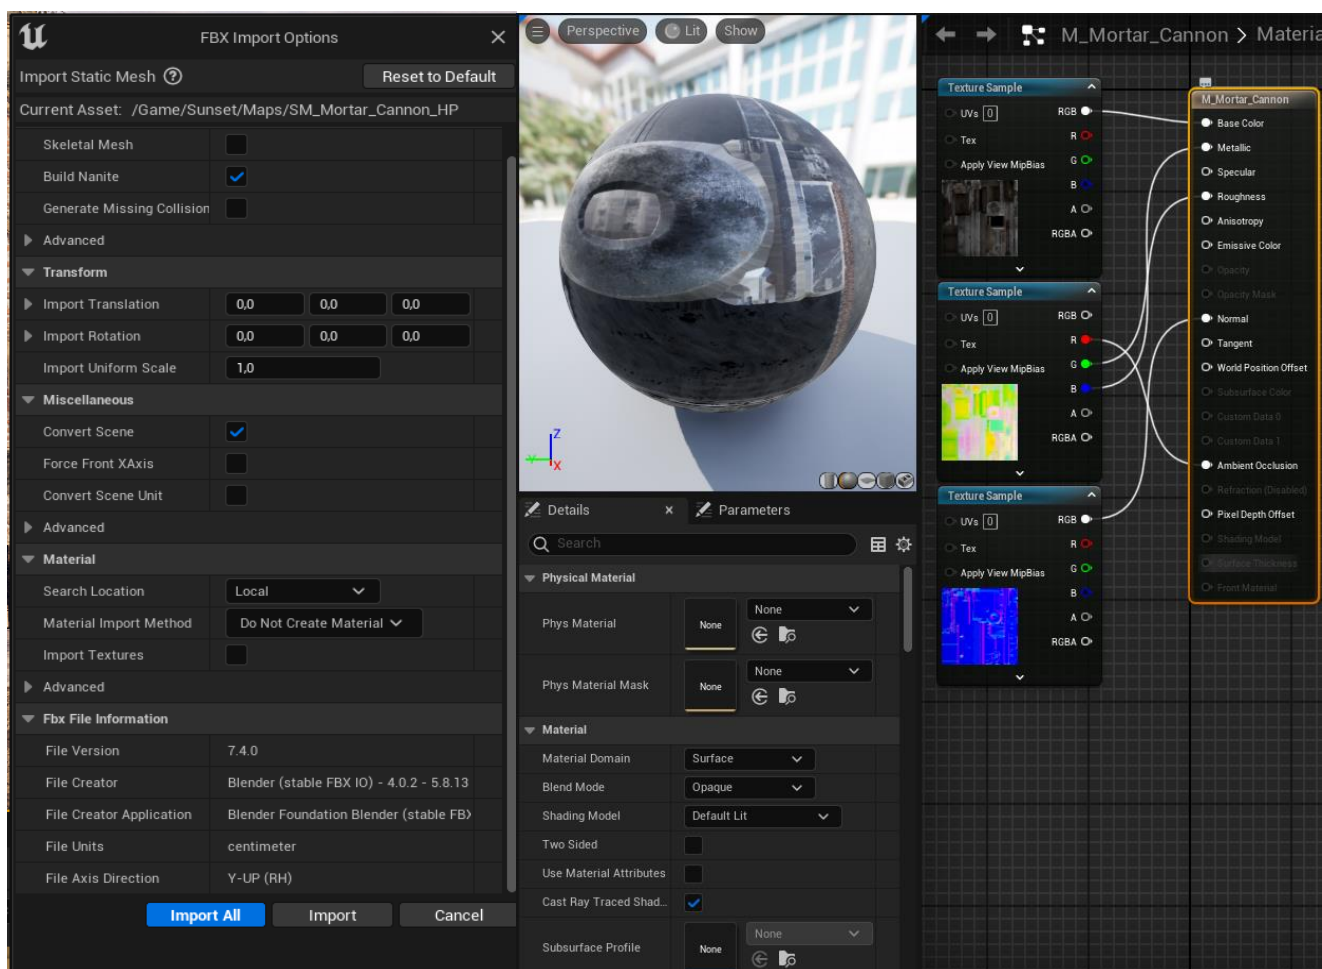 FBX Import Options
Import Static Mesh ?
Reset to Default
Current Asset: /Game/Sunset/Maps/SM_Mortar_Cannon_HP
Skeletal Mesh
Build Nanite
Generate Missing Collision
Advanced
Transform
Import Translation 0,0 0,0 0,0
Import Rotation 0,0 0,0 0,0
Import Uniform Scale 1,0
Miscellaneous
Convert Scene
Force Front XAxis
Convert Scene Unit
Advanced
Material
Search Location Local
Material Import Method Do Not Create Material
Import Textures
Advanced
Fbx File Information
File Version 7.4.0
File Creator Blender (stable FBX IO) - 4.0.2 - 5.8.13
File Creator Application Blender Foundation Blender (stable FBX
File Units centimeter
File Axis Direction Y-UP (RH)
Import All Import Cancel
Perspective Lit Show
Z
Y
X
Details Parameters
Search
Physical Material
Phys Material None None
Phys Material Mask None None
Material
Material Domain Surface
Blend Mode Opaque
Shading Model Default Lit
Two Sided
Use Material Attributes
Cast Ray Traced Shad...
Subsurface Profile None None
M_Mortar_Cannon > Materia
Texture Sample
UVs 0 RGB
Tex R
Apply View MipBias G
B
A
RGBA
Texture Sample
UVs 0 RGB
Tex R
Apply View MipBias G
B
A
RGBA
Texture Sample
UVs 0 RGB
Tex R
Apply View MipBias G
B
A
RGBA
M_Mortar_Cannon
Base Color
Metallic
Specular
Roughness
Anisotropy
Emissive Color
Opacity
Opacity Mask
Normal
Tangent
World Position Offset
Subsurface Color
Custom Data 0
Custom Data 1
Ambient Occlusion
Refraction (Disabled)
Pixel Depth Offset
Shading Model
Surface Thickness
Front Material